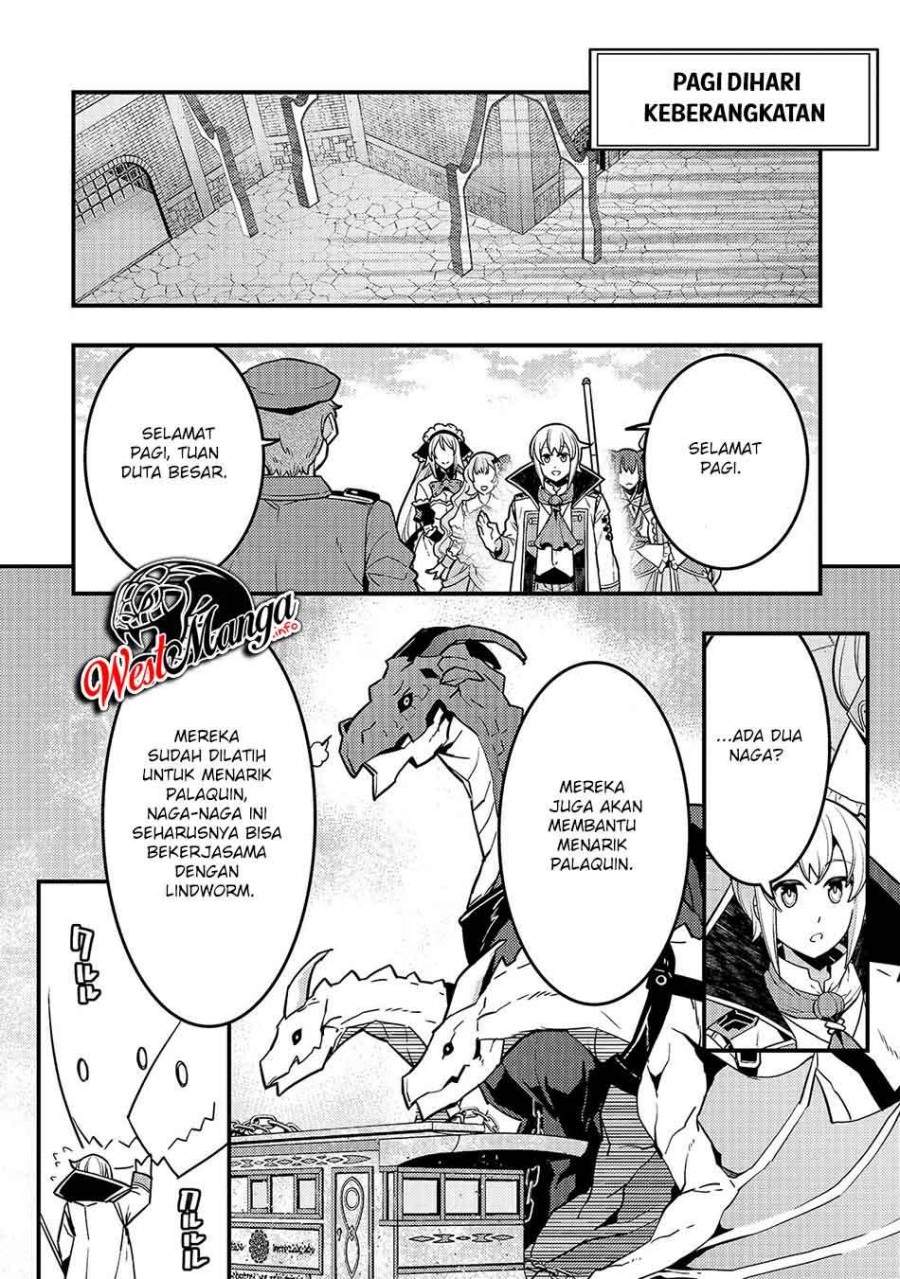 PAGI DIHARI
KEBERANGKATAN
SELAMAT
PAGI.
SELAMAT
PAGI, TUAN
DUTA BESAR.
WestManga
.info
...ADA DUA
NAGA?
MEREKA
JUGA AKAN
MEMBANTU
MENARIK
PALAQUIN.
MEREKA
SUDAH DILATIH
UNTUK MENARIK
PALAQUIN,
NAGA-NAGA INI
SEHARUSNYA BISA
BEKERJASAMA
DENGAN
LINDWORM.
クルル
クルルル